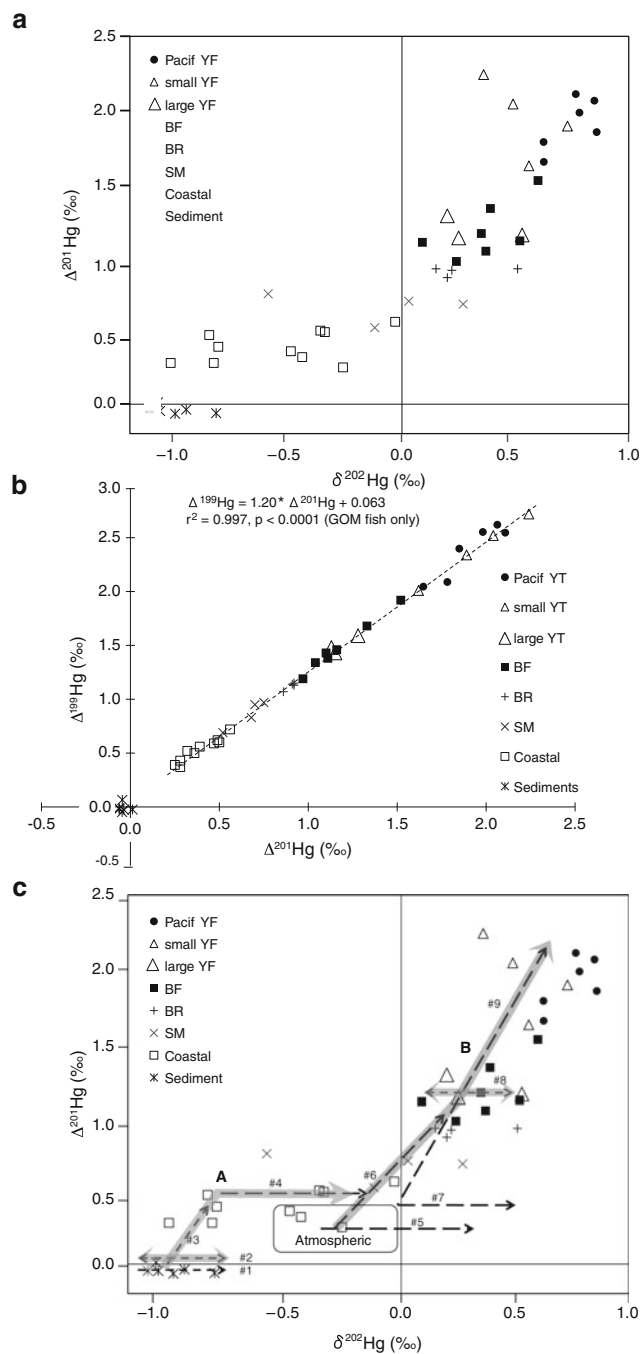 a
2.5
2.0
1.5
1.0
0.5
0.0
Δ²⁰¹Hg (‰)
Pacif YF
small YF
large YF
BF
BR
SM
Coastal
Sediment
−1.0
−0.5
0.0
0.5
1.0
δ²⁰²Hg (‰)
b
Δ¹⁹⁹Hg = 1.20* Δ²⁰¹Hg + 0.063
r² = 0.997, p < 0.0001 (GOM fish only)
3.0
2.5
2.0
1.5
1.0
0.5
0.0
-0.5
Δ¹⁹⁹Hg (‰)
Pacif YT
small YT
large YT
BF
BR
SM
Coastal
Sediments
-0.5
0.0
0.5
1.0
1.5
2.0
2.5
Δ²⁰¹Hg (‰)
c
2.5
2.0
1.5
1.0
0.5
0.0
Δ²⁰¹Hg (‰)
Pacif YF
small YF
large YF
BF
BR
SM
Coastal
Sediment
#9
B
#8
A
#4
#6
#7
#3
#5
Atmospheric
#2
#1
−1.0
−0.5
0.0
0.5
1.0
δ²⁰²Hg (‰)